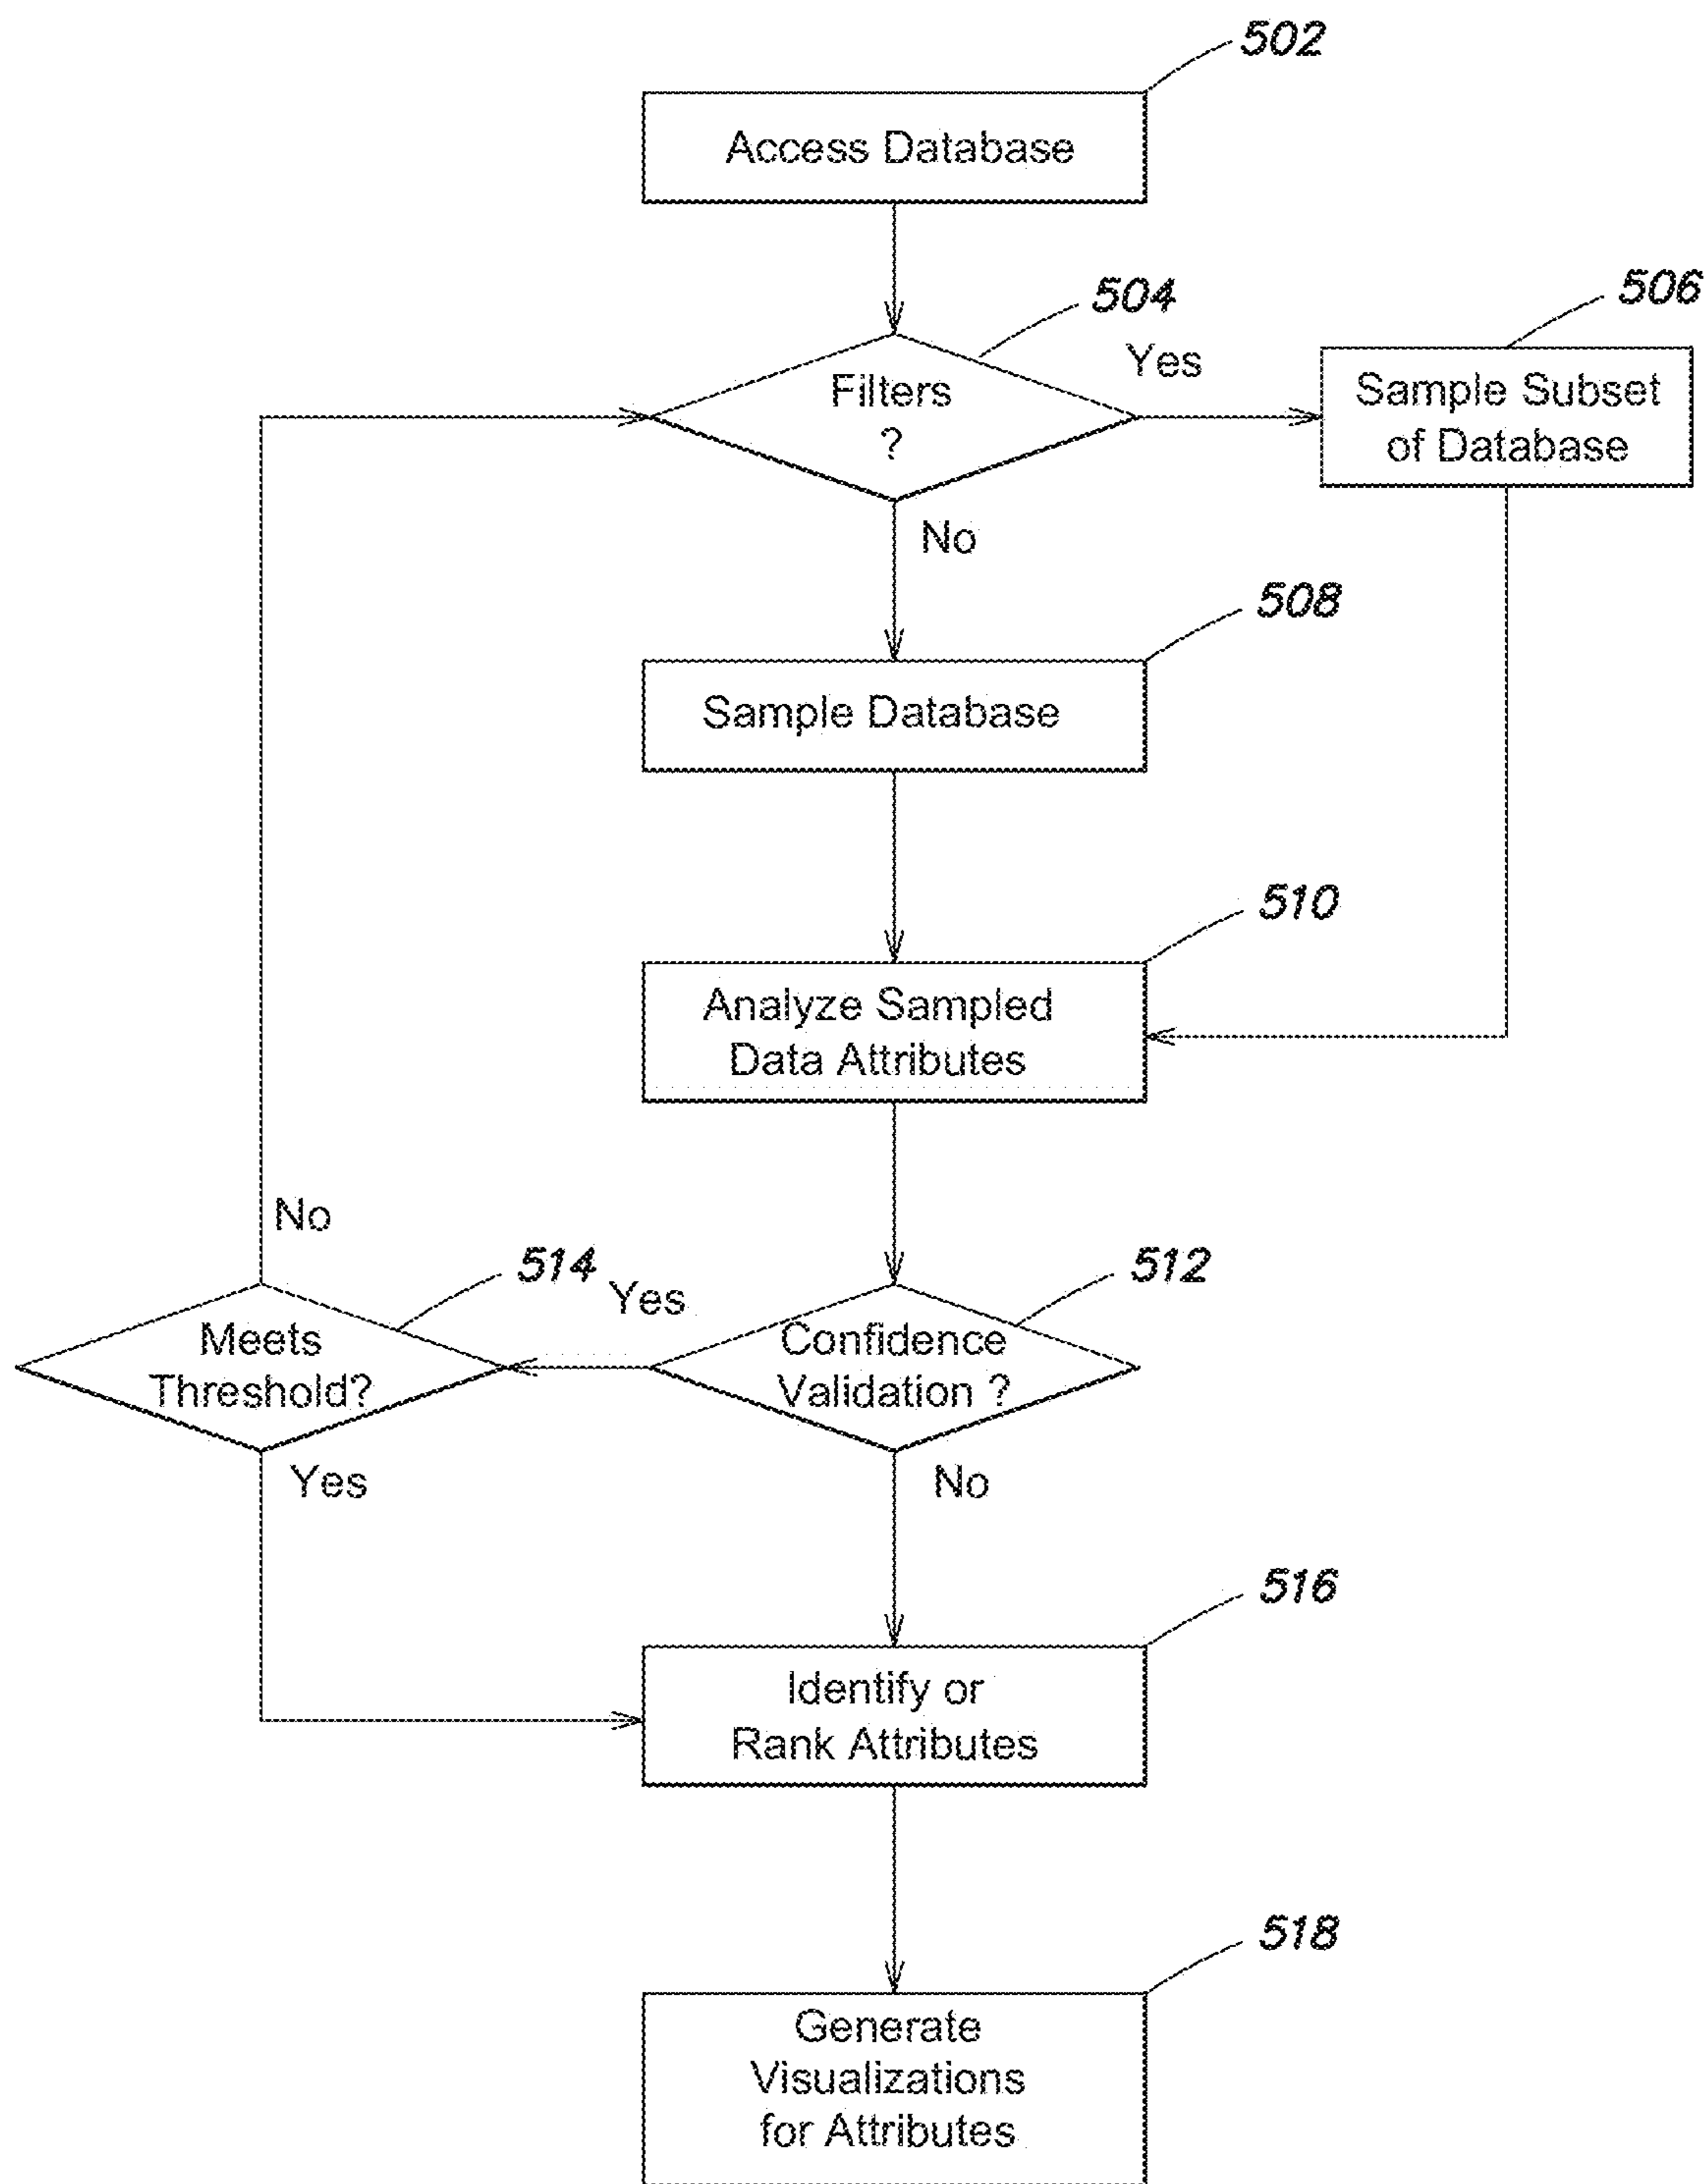 502
Access Database
504
506
Filters
?
Yes
Sample Subset
of Database
No
508
Sample Database
510
Analyze Sampled
Data Attributes
No
514
Yes
512
Meets
Threshold?
Confidence
Validation ?
Yes
No
516
Identify or
Rank Attributes
518
Generate
Visualizations
for Attributes